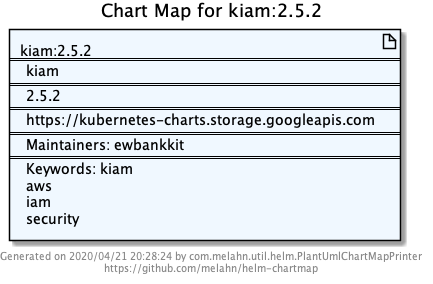 Chart Map for kiam:2.5.2
kiam:2.5.2
kiam
2.5.2
https://kubernetes-charts.storage.googleapis.com
Maintainers: ewbankkit
Keywords: kiam
aws
iam
security
Generated on 2020/04/21 20:28:24 by com.melahn.util.helm.PlantUmlChartMapPrinter
https://github.com/melahn/helm-chartmap